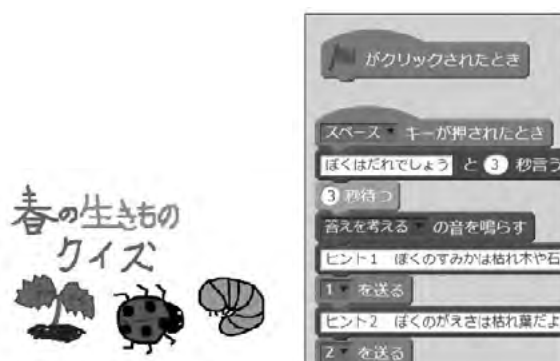 春の生きもの
クイズ
がクリックされたとき
スペース キーが押されたとき
ぼくはだれでしょう と 3 秒言う
3 秒待つ
答えを考える の音を鳴らす
ヒント1 ぼくのすみかは枯れ木や石
1 を送る
ヒント2 ぼくのがえさは枯れ葉だよ
2 を送る